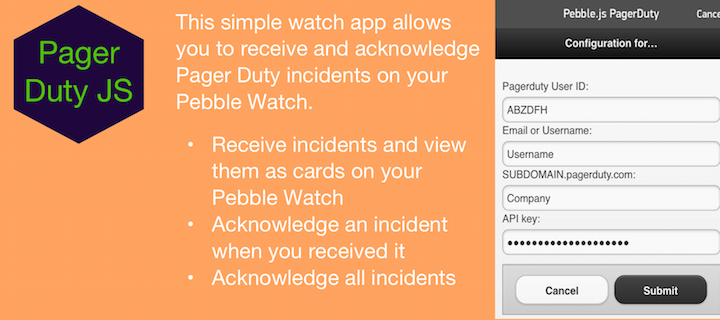 Pager
Duty JS
This simple watch app allows
you to receive and acknowledge
Pager Duty incidents on your
Pebble Watch.
• Receive incidents and view
them as cards on your
Pebble Watch
• Acknowledge an incident
when you received it
• Acknowledge all incidents
Pebble.js PagerDuty
Cance
Configuration for...
Pagerduty User ID:
ABZDFH
Email or Username:
Username
SUBDOMAIN.pagerduty.com:
Company
API key:
••••••••••••••••••••
Cancel
Submit